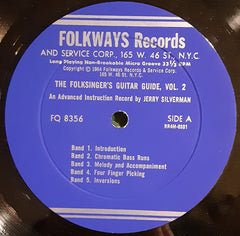 FOLKWAYS Records
AND SERVICE CORP., 165 W. 46 St., N.Y.C.
Long Playing Non-Breakable Micro Groove 33⅓ RPM
Copyright © 1964 Folkways Records & Service Corp.
165 W. 46 St. NYC
THE FOLKSINGER'S GUITAR GUIDE, VOL. 2
An Advanced Instruction Record by JERRY SILVERMAN
FQ 8356
SIDE A
RR4M-0501
Band 1. Introduction
Band 2. Chromatic Bass Runs
Band 3. Melody and Accompaniment
Band 4. Four Finger Picking
Band 5. Inversions